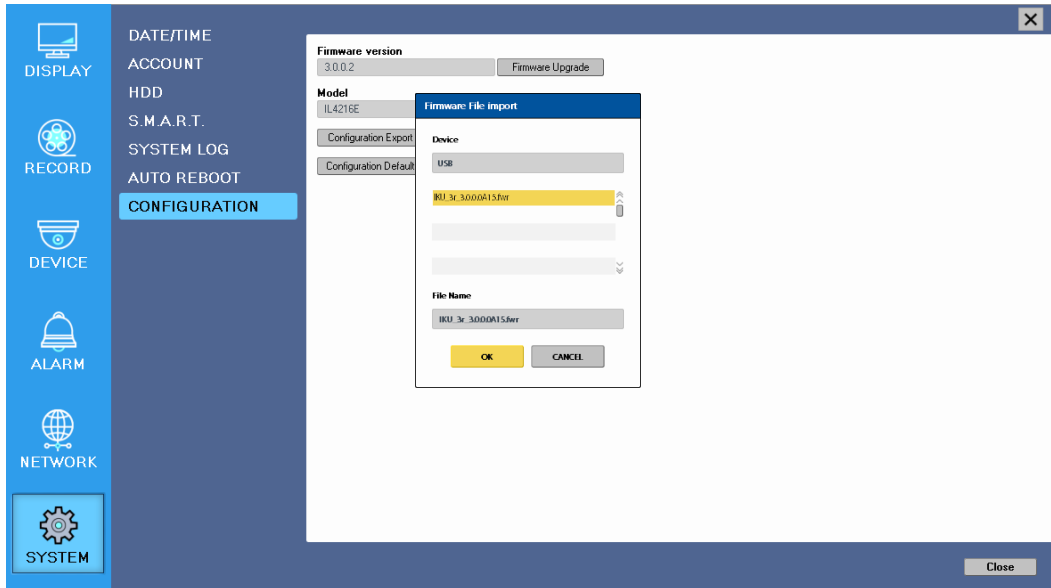 DISPLAY
RECORD
DEVICE
ALARM
NETWORK
SYSTEM
DATE/TIME
ACCOUNT
HDD
S.M.A.R.T.
SYSTEM LOG
AUTO REBOOT
CONFIGURATION
Firmware version
3.0.0.2
Firmware Upgrade
Model
IL4216E
Configuration Export
Configuration Default
Firmware File import
Device
USB
IKU_3r_3.0.0.0A15.fwr
File Name
IKU_3r_3.0.0.0A15.fwr
OK
CANCEL
Close